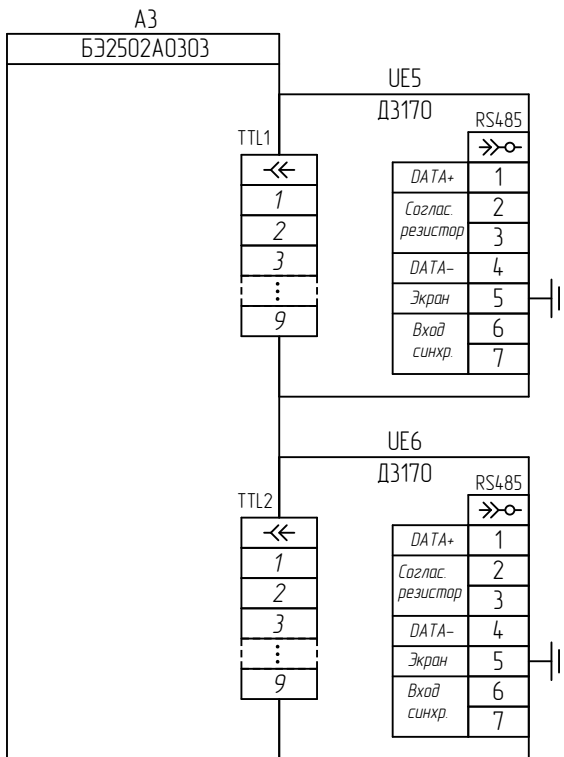 А3
БЭ2502А0303
UE5
Д3170
RS485
TTL1
1
2
3
⋮
9
DATA+ 1
Соглас. 2
резистор 3
DATA– 4
Экран 5
Вход 6
синхр. 7
UE6
Д3170
RS485
TTL2
1
2
3
⋮
9
DATA+ 1
Соглас. 2
резистор 3
DATA– 4
Экран 5
Вход 6
синхр. 7